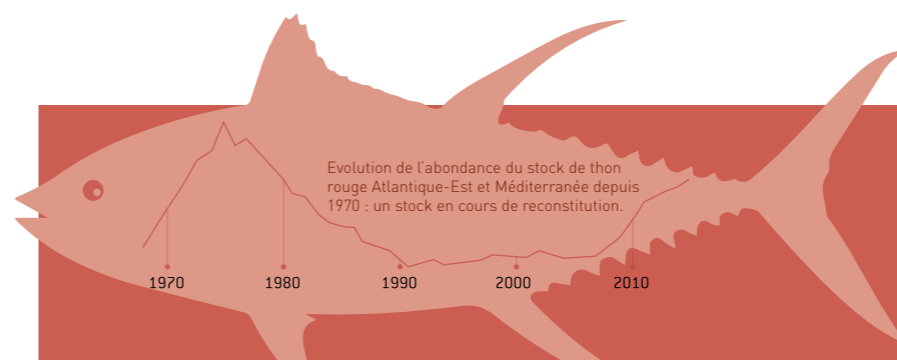 Evolution de l'abondance du stock de thon
rouge Atlantique-Est et Méditerranée depuis
1970 : un stock en cours de reconstitution.
1970 1980 1990 2000 2010